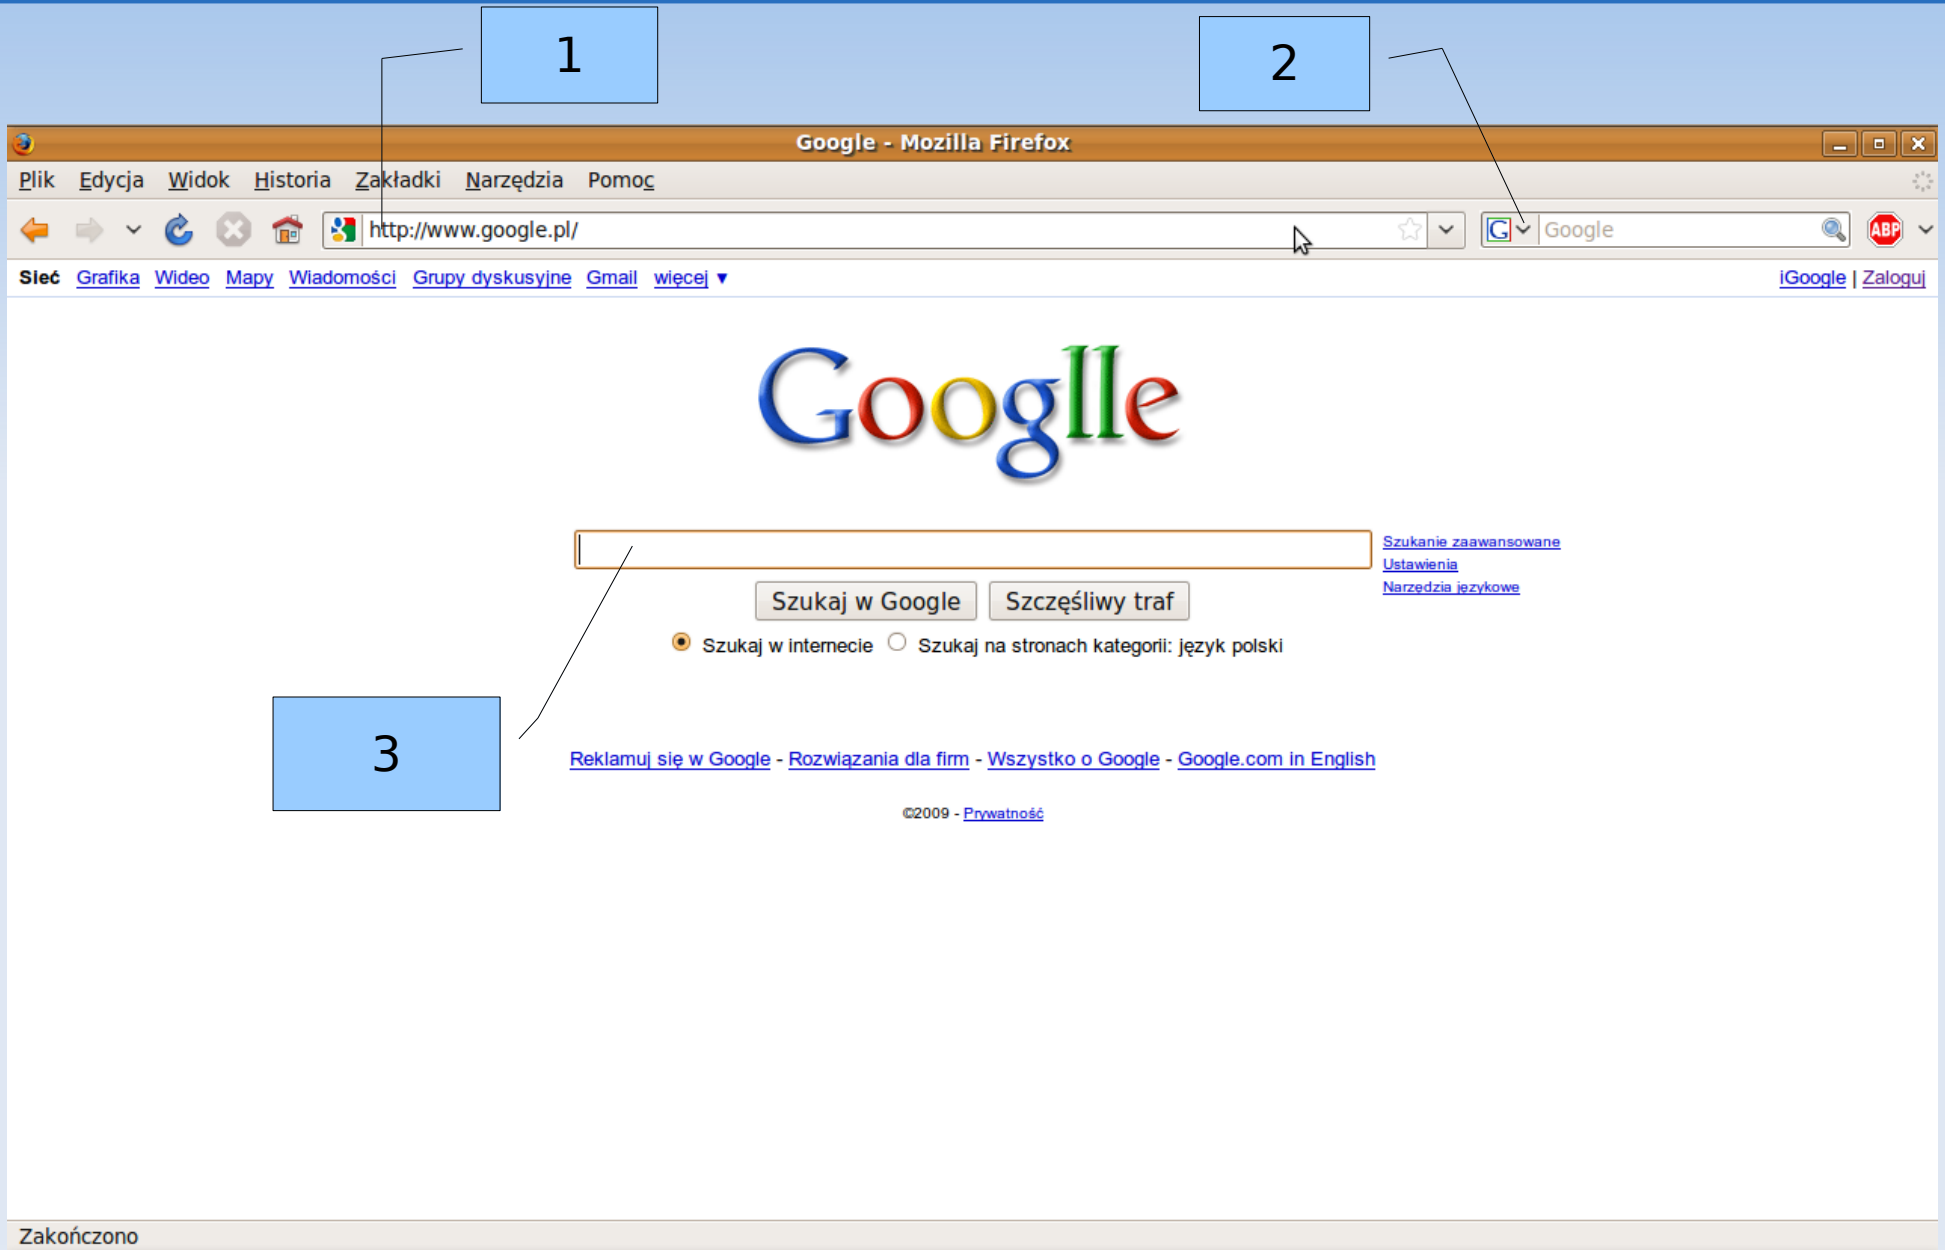 1
2
Google - Mozilla Firefox
Plik Edycja Widok Historia Zakładki Narzędzia Pomoc
http://www.google.pl/ G Google ABP
Sieć Grafika Wideo Mapy Wiadomości Grupy dyskusyjne Gmail więcej ▼ iGoogle | Zaloguj
Googlle
Szukanie zaawansowane
Ustawienia
Narzędzia językowe
Szukaj w Google Szczęśliwy traf
Szukaj w internecie Szukaj na stronach kategorii: język polski
3
Reklamuj się w Google - Rozwiązania dla firm - Wszystko o Google - Google.com in English
©2009 - Prywatność
Zakończono